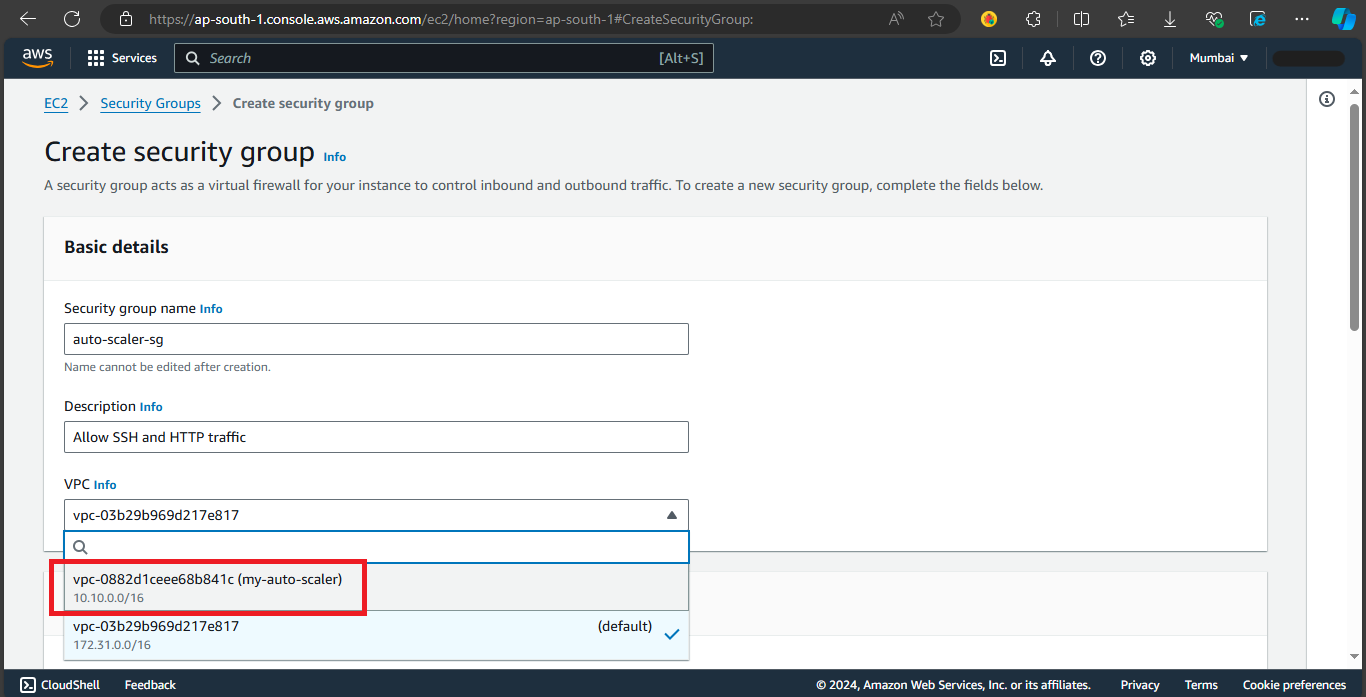 https://ap-south-1.console.aws.amazon.com/ec2/home?region=ap-south-1#CreateSecurityGroup:
aws Services Search [Alt+S] Mumbai
EC2 Security Groups Create security group
Create security group Info
A security group acts as a virtual firewall for your instance to control inbound and outbound traffic. To create a new security group, complete the fields below.
Basic details
Security group name Info
auto-scaler-sg
Name cannot be edited after creation.
Description Info
Allow SSH and HTTP traffic
VPC Info
vpc-03b29b969d217e817
vpc-0882d1ceee68b841c (my-auto-scaler)
10.10.0.0/16
vpc-03b29b969d217e817 (default)
172.31.0.0/16
CloudShell Feedback © 2024, Amazon Web Services, Inc. or its affiliates. Privacy Terms Cookie preferences